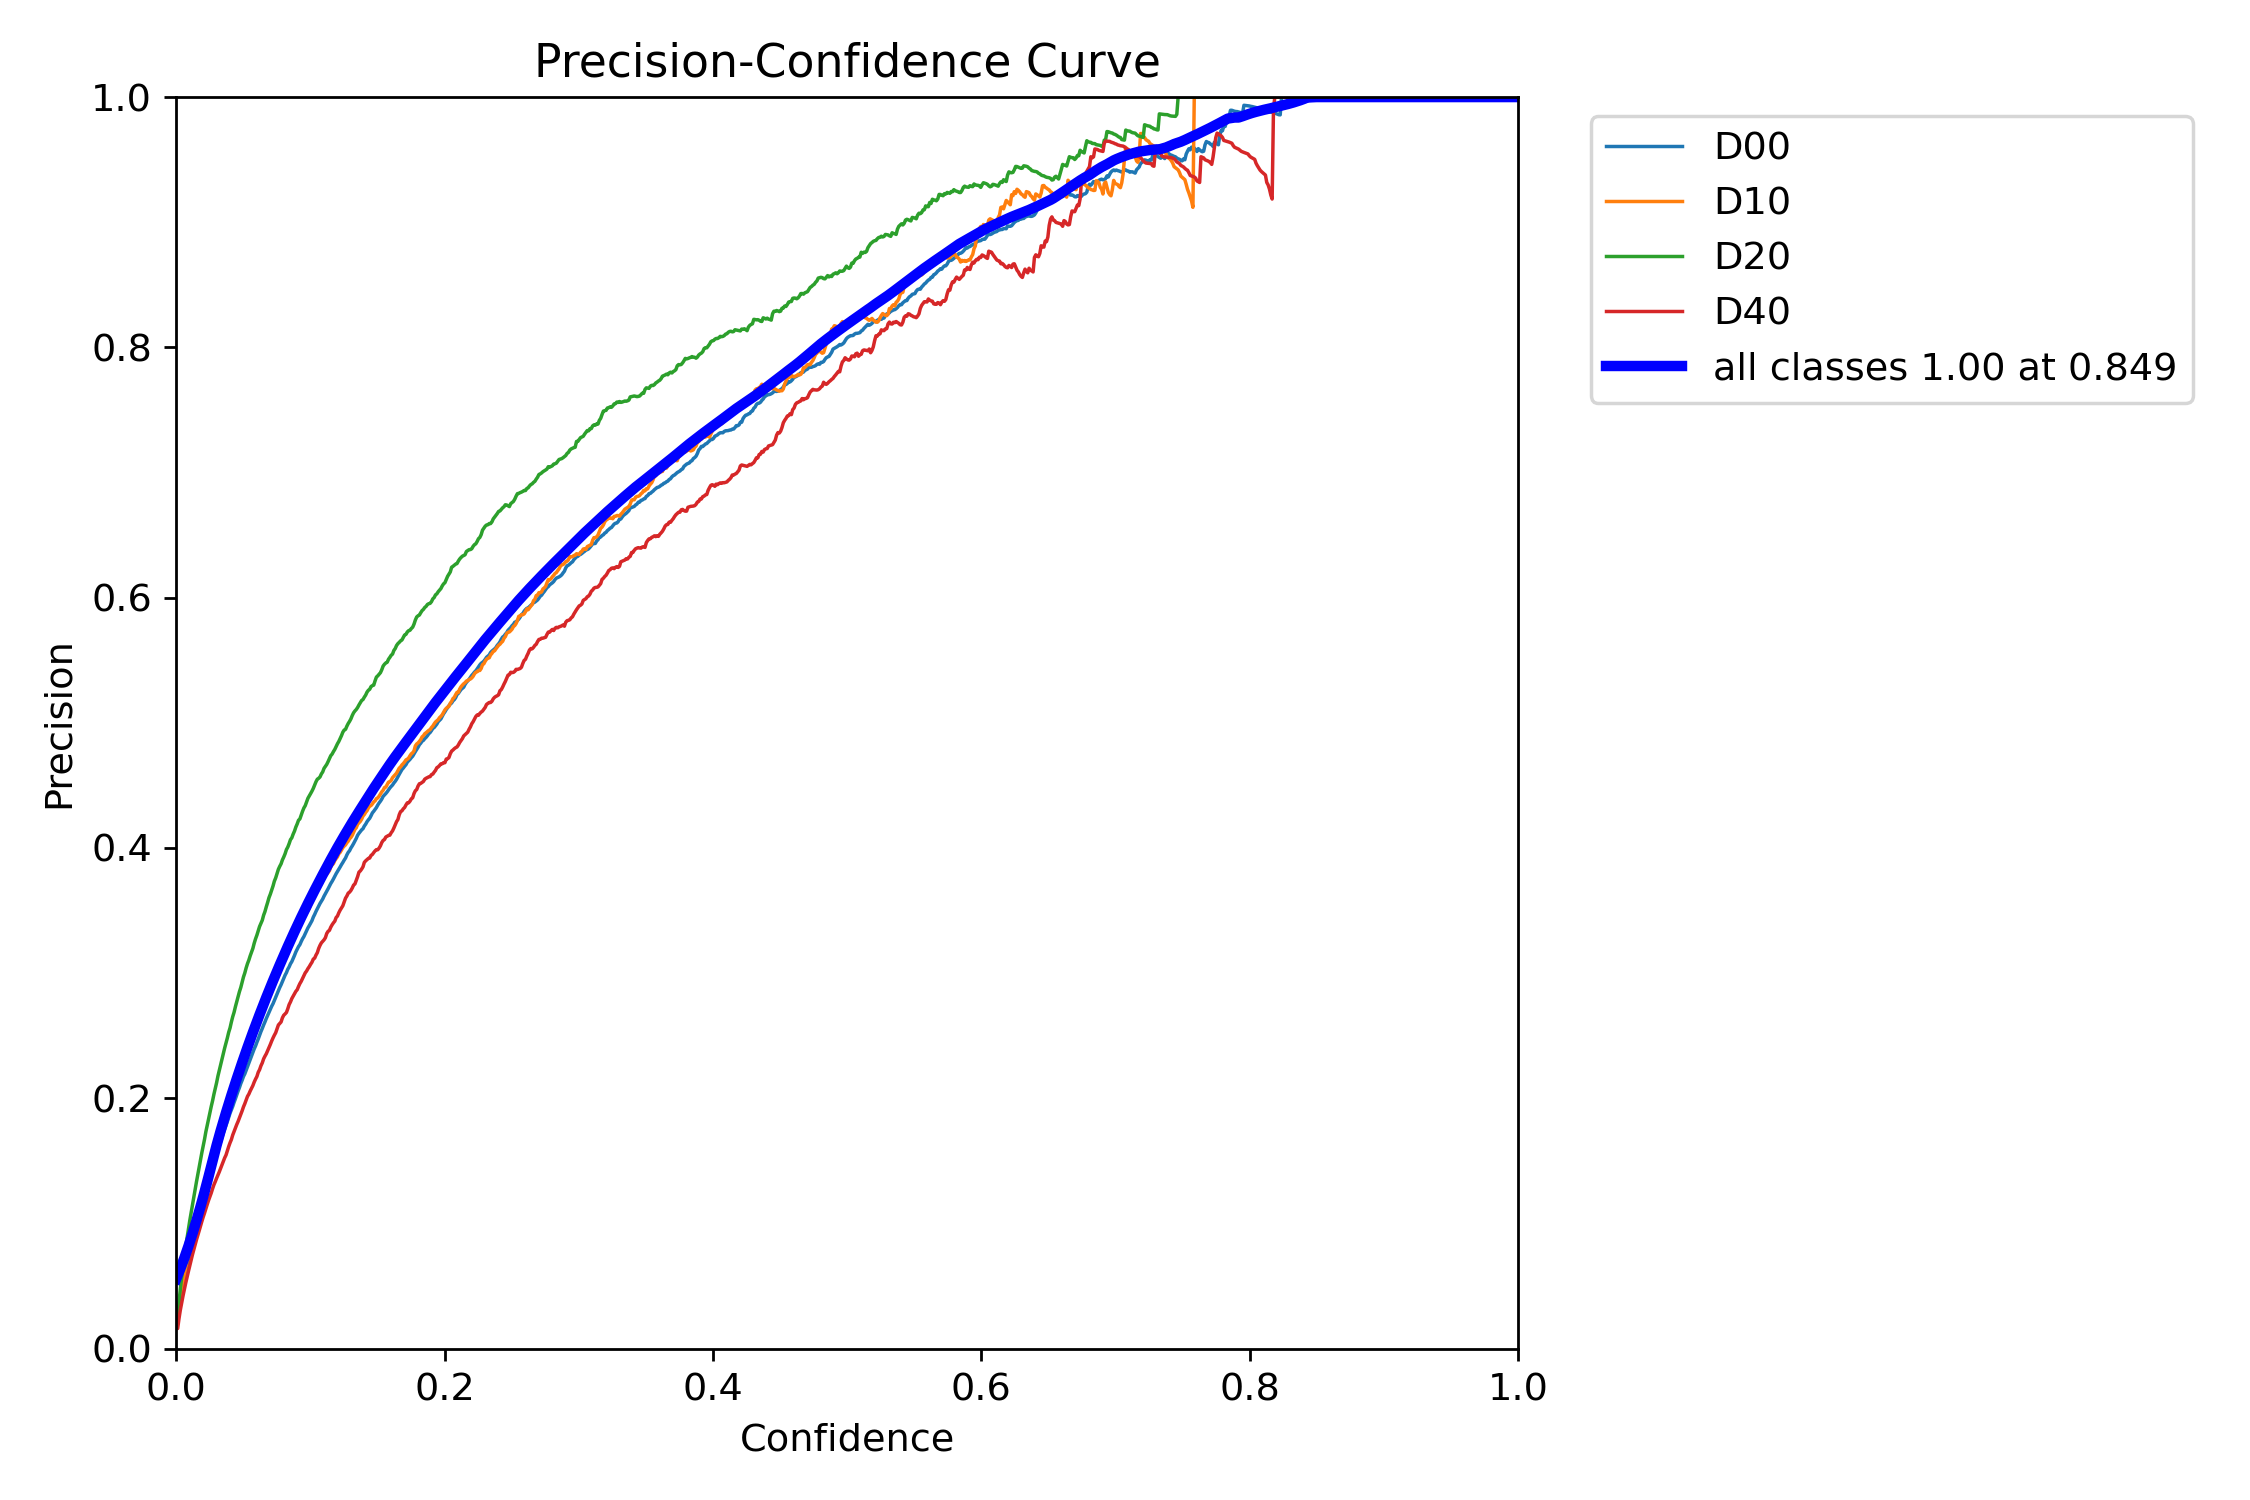 Precision-Confidence Curve
1.0
0.8
0.6
0.4
0.2
0.0
Precision
0.0 0.2 0.4 0.6 0.8 1.0
Confidence
D00
D10
D20
D40
all classes 1.00 at 0.849